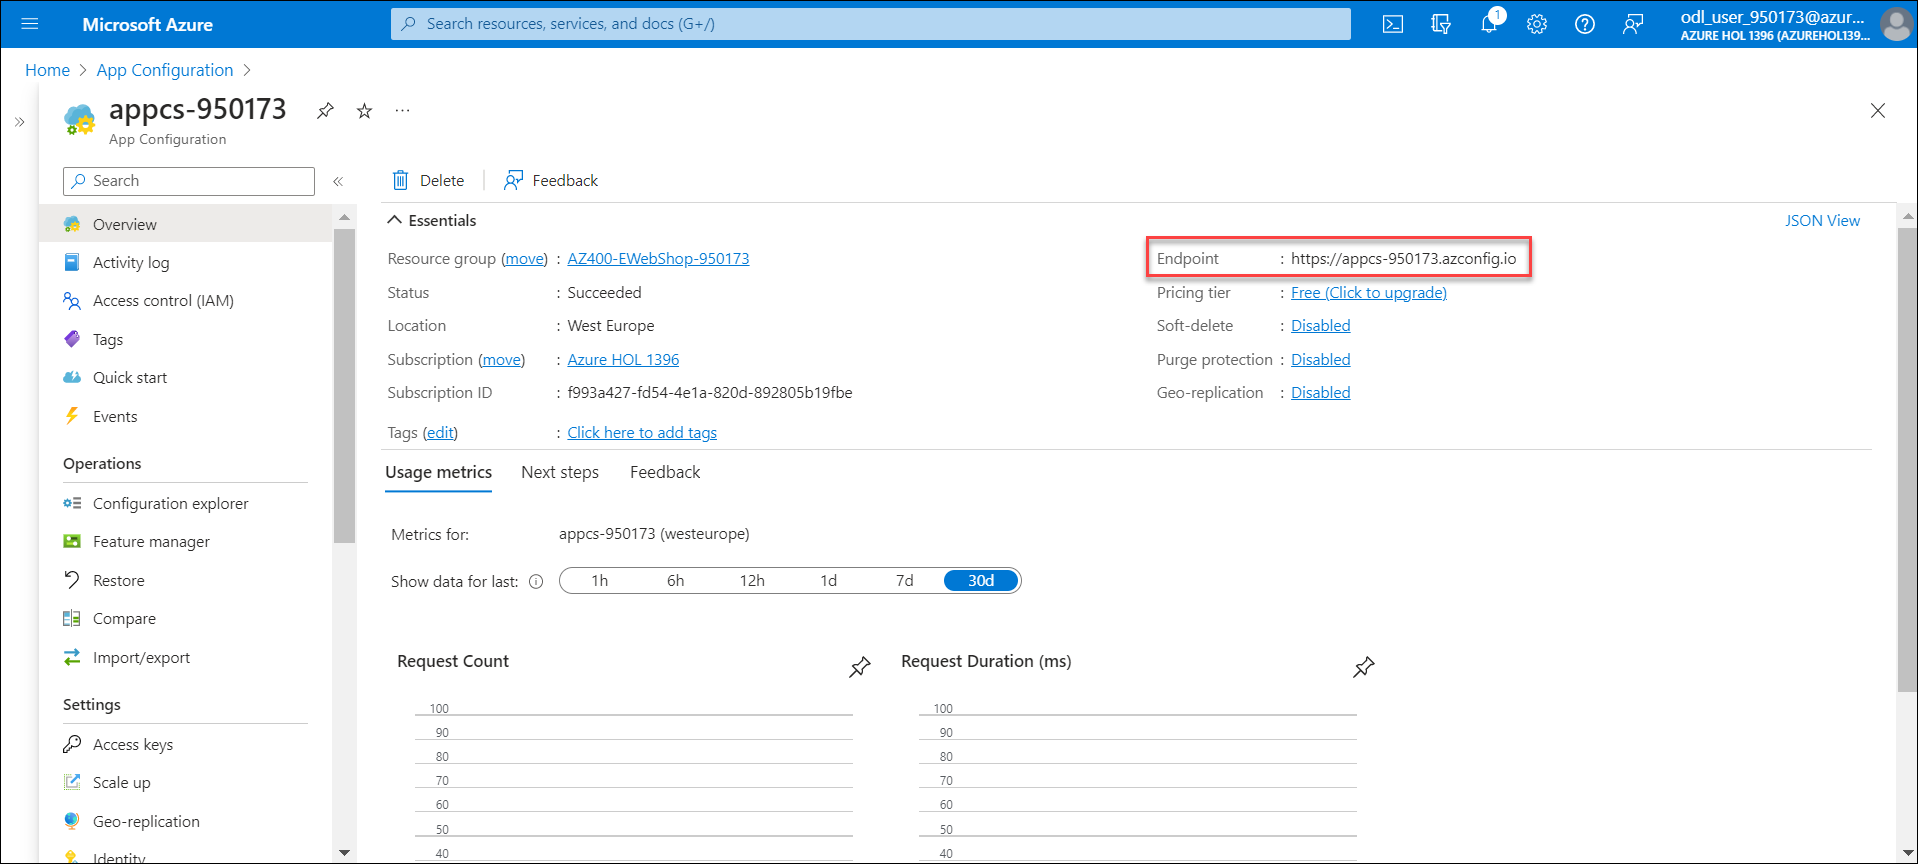 Microsoft Azure
Search resources, services, and docs (G+/)
1
odl_user_950173@azur...
AZURE HOL 1396 (AZUREHOL139...
Home > App Configuration >
appcs-950173
App Configuration
Search
Overview
Activity log
Access control (IAM)
Tags
Quick start
Events
Operations
Configuration explorer
Feature manager
Restore
Compare
Import/export
Settings
Access keys
Scale up
Geo-replication
Identity
Delete
Feedback
Essentials
JSON View
Resource group (move) : AZ400-EWebShop-950173
Status : Succeeded
Location : West Europe
Subscription (move) : Azure HOL 1396
Subscription ID : f993a427-fd54-4e1a-820d-892805b19fbe
Tags (edit) : Click here to add tags
Endpoint : https://appcs-950173.azconfig.io
Pricing tier : Free (Click to upgrade)
Soft-delete : Disabled
Purge protection : Disabled
Geo-replication : Disabled
Usage metrics Next steps Feedback
Metrics for: appcs-950173 (westeurope)
Show data for last: 1h 6h 12h 1d 7d 30d
Request Count
100
90
80
70
60
50
40
Request Duration (ms)
100
90
80
70
60
50
40